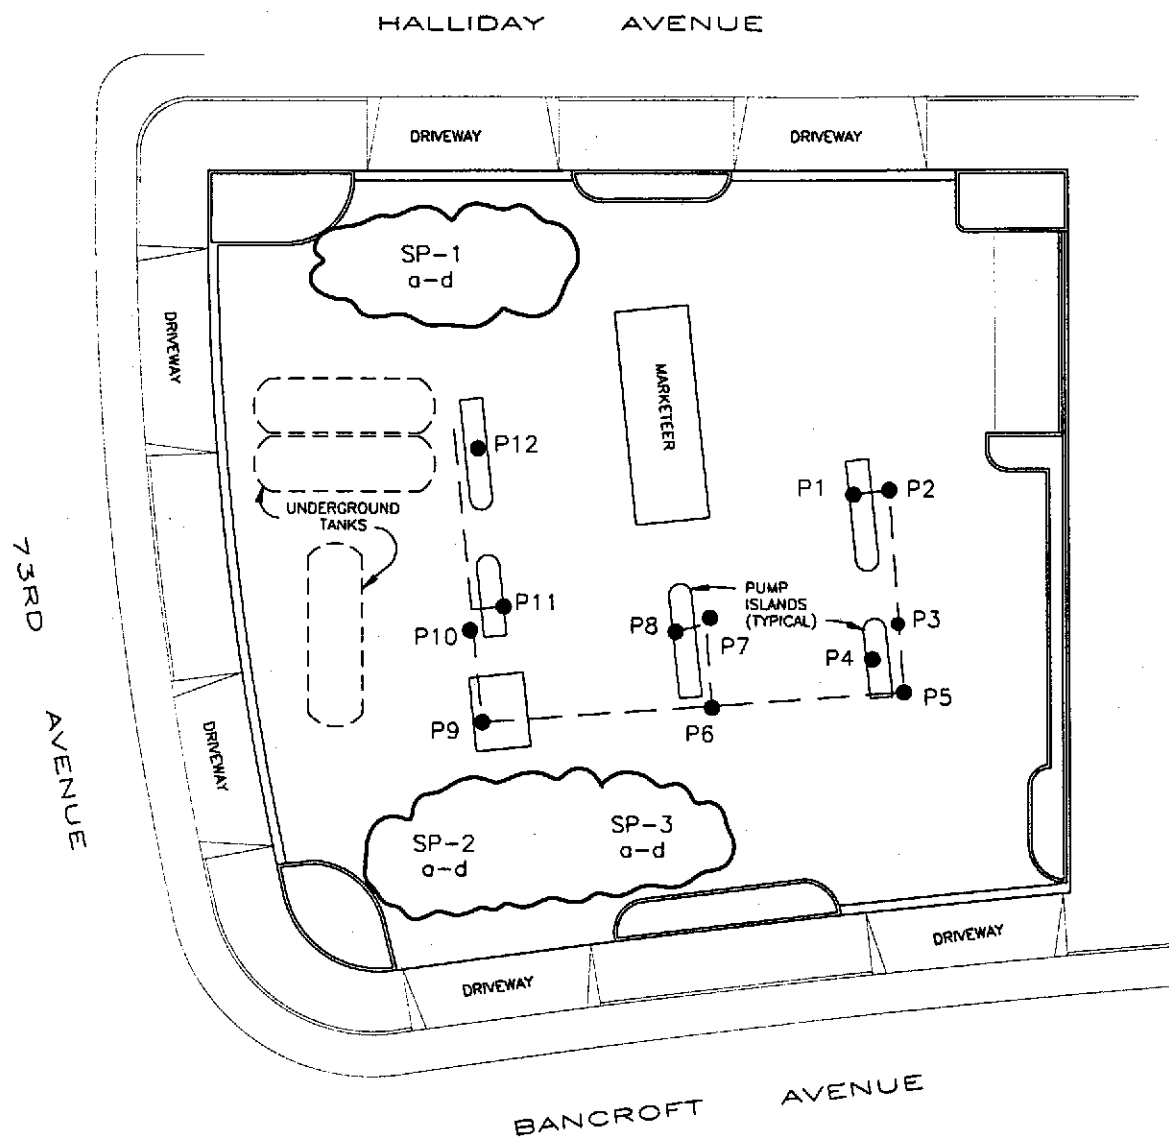 HALLIDAY AVENUE
DRIVEWAY
DRIVEWAY
SP-1
a-d
DRIVEWAY
MARKETEER
P12
P1
P2
UNDERGROUND
TANKS
73RD AVENUE
PUMP
ISLANDS
(TYPICAL)
P11
P10
P8
P7
P3
P4
P5
P9
P6
DRIVEWAY
SP-2
a-d
SP-3
a-d
DRIVEWAY
DRIVEWAY
BANCROFT AVENUE